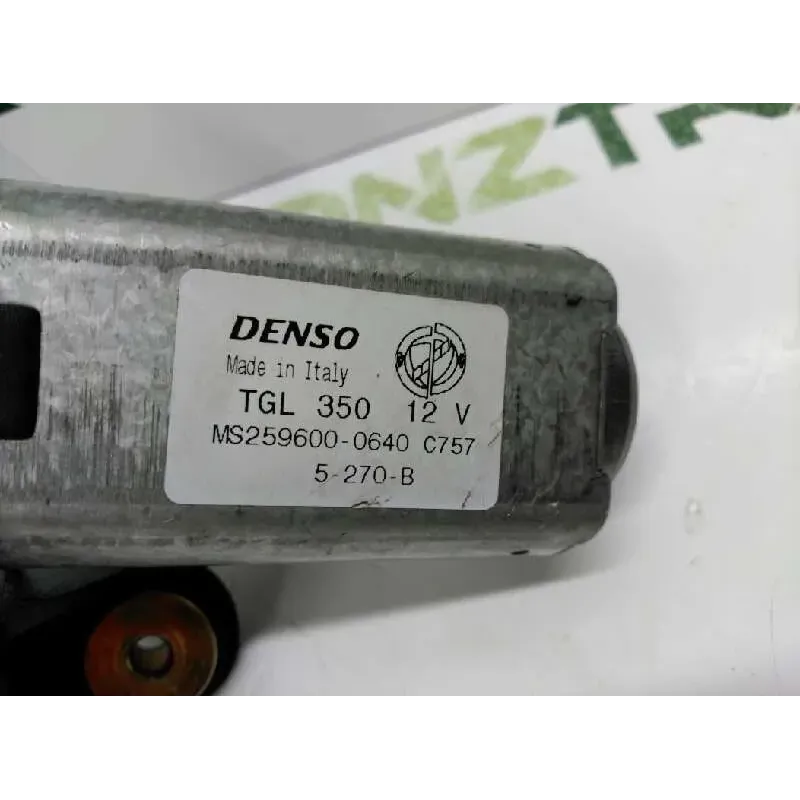 DENSO
Made in Italy
TGL 350 12 V
MS259600-0640 C757
5-270-B